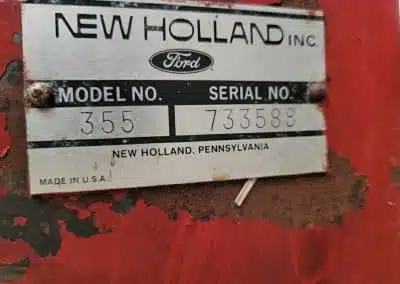 NEW HOLLAND INC.
Ford
MODEL NO. SERIAL NO.
355 733588
NEW HOLLAND, PENNSYLVANIA
MADE IN U.S.A.